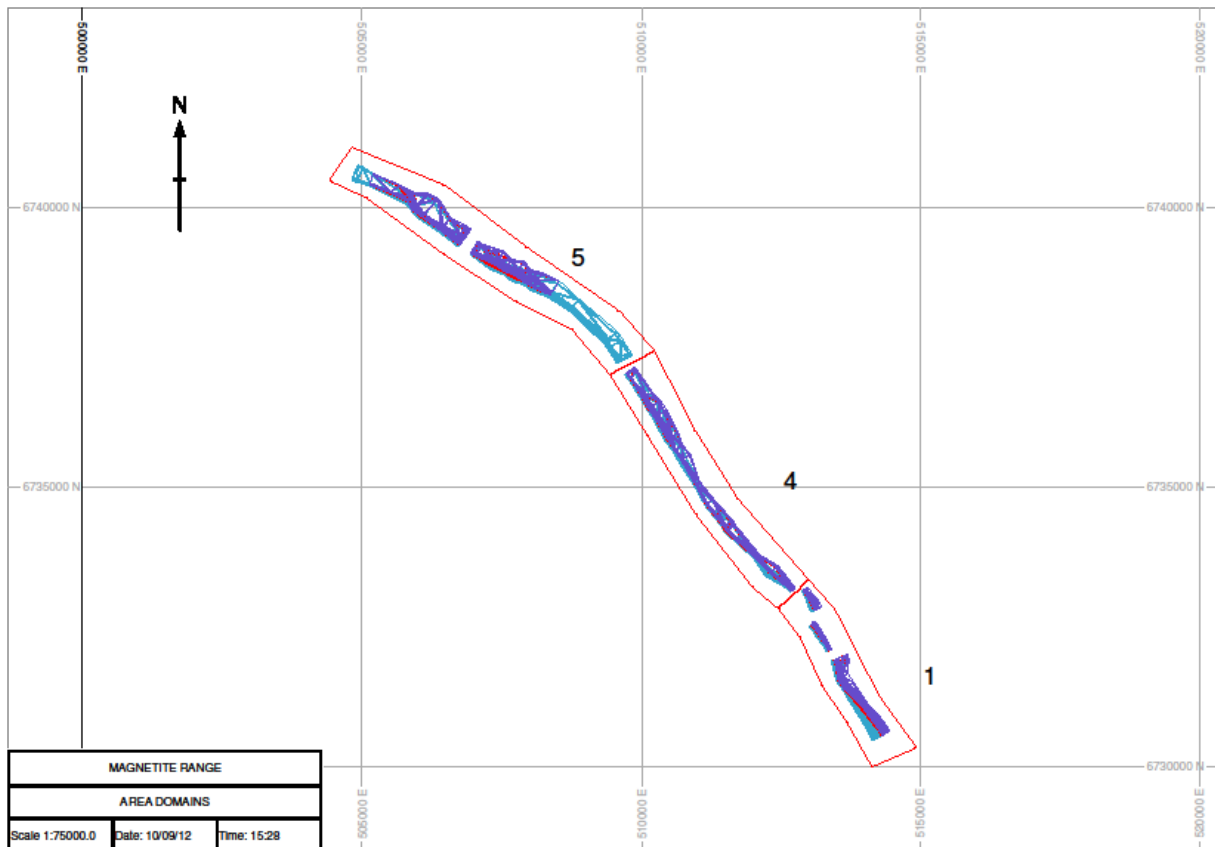 500000 E
505000 E
510000 E
515000 E
520000 E
N
6740000 N
6740000 N
5
6735000 N
4
6735000 N
1
6730000 N
MAGNETITE RANGE
AREA DOMAINS
Scale 1:75000.0 Date: 10/09/12 Time: 15:28
505000 E
510000 E
515000 E
520000 E